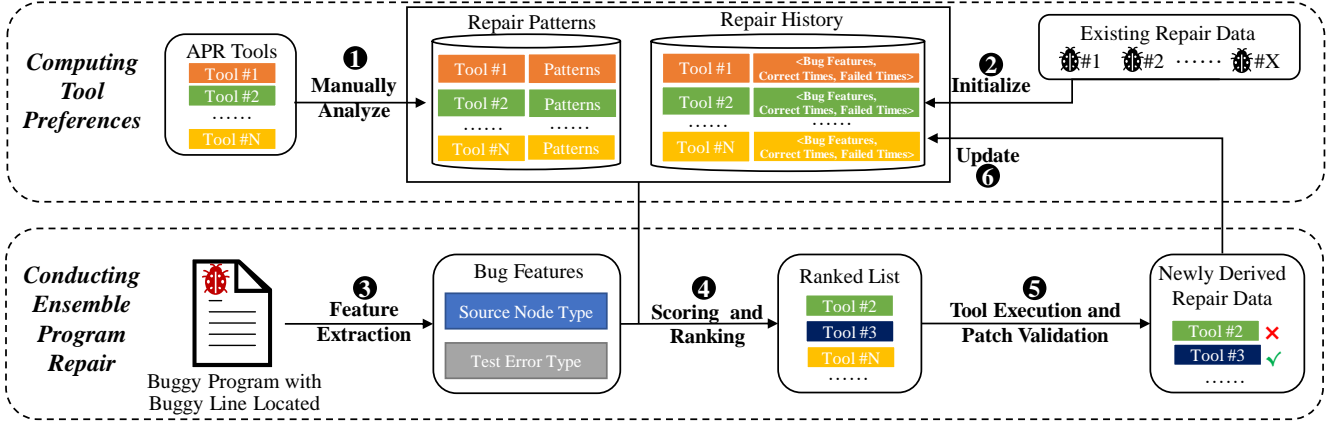 Computing
Tool
Preferences
APR Tools
Tool #1
Tool #2
······
Tool #N
❶
Manually
Analyze
Repair Patterns
Tool #1 Patterns
Tool #2 Patterns
...... ......
Tool #N Patterns
Repair History
Tool #1 <Bug Features,
Correct Times, Failed Times>
Tool #2 <Bug Features,
Correct Times, Failed Times>
...... ......
Tool #N <Bug Features,
Correct Times, Failed Times>
❷
Initialize
Existing Repair Data
#1 #2 ······ #X
Update
❻
Conducting
Ensemble
Program
Repair
Buggy Program with
Buggy Line Located
❸
Feature
Extraction
Bug Features
Source Node Type
Test Error Type
❹
Scoring and
Ranking
Ranked List
Tool #2
Tool #3
Tool #N
······
❺
Tool Execution and
Patch Validation
Newly Derived
Repair Data
Tool #2 ×
Tool #3 ✓
······